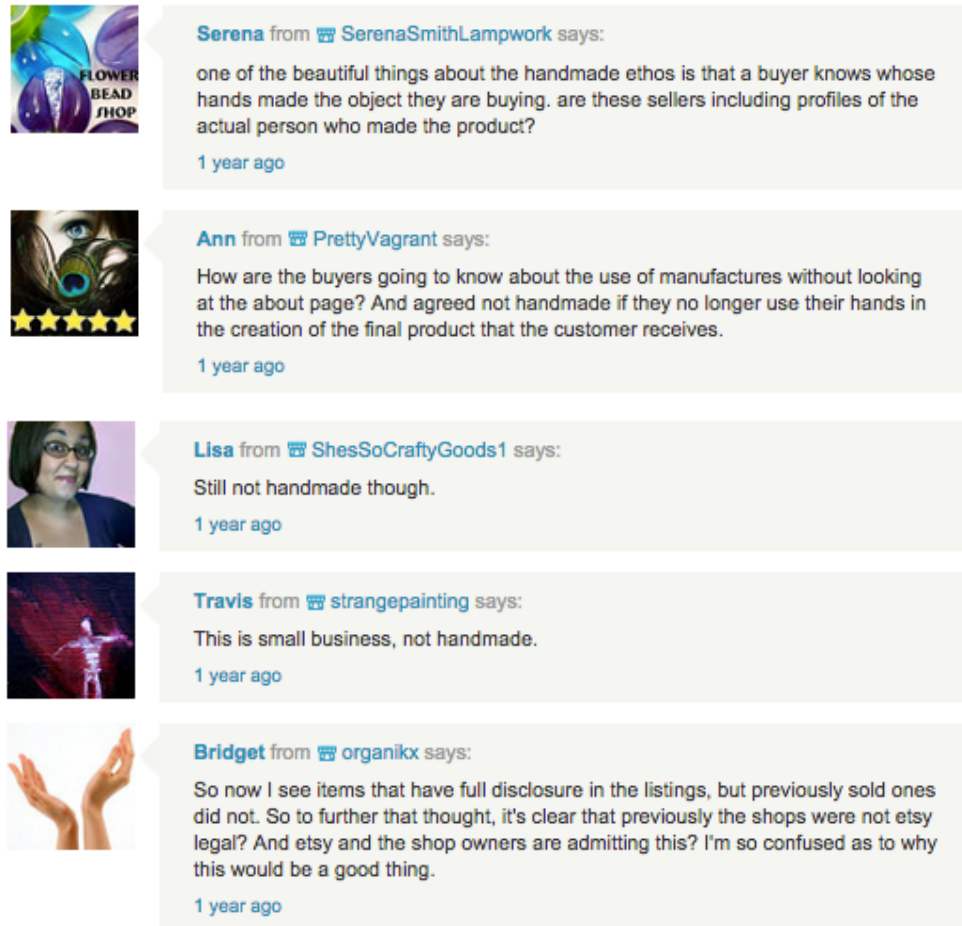 FLOWER
BEAD
SHOP
Serena from SerenaSmithLampwork says:
one of the beautiful things about the handmade ethos is that a buyer knows whose
hands made the object they are buying. are these sellers including profiles of the
actual person who made the product?
1 year ago
Ann from PrettyVagrant says:
How are the buyers going to know about the use of manufactures without looking
at the about page? And agreed not handmade if they no longer use their hands in
the creation of the final product that the customer receives.
1 year ago
Lisa from ShesSoCraftyGoods1 says:
Still not handmade though.
1 year ago
Travis from strangepainting says:
This is small business, not handmade.
1 year ago
Bridget from organikx says:
So now I see items that have full disclosure in the listings, but previously sold ones
did not. So to further that thought, it's clear that previously the shops were not etsy
legal? And etsy and the shop owners are admitting this? I'm so confused as to why
this would be a good thing.
1 year ago